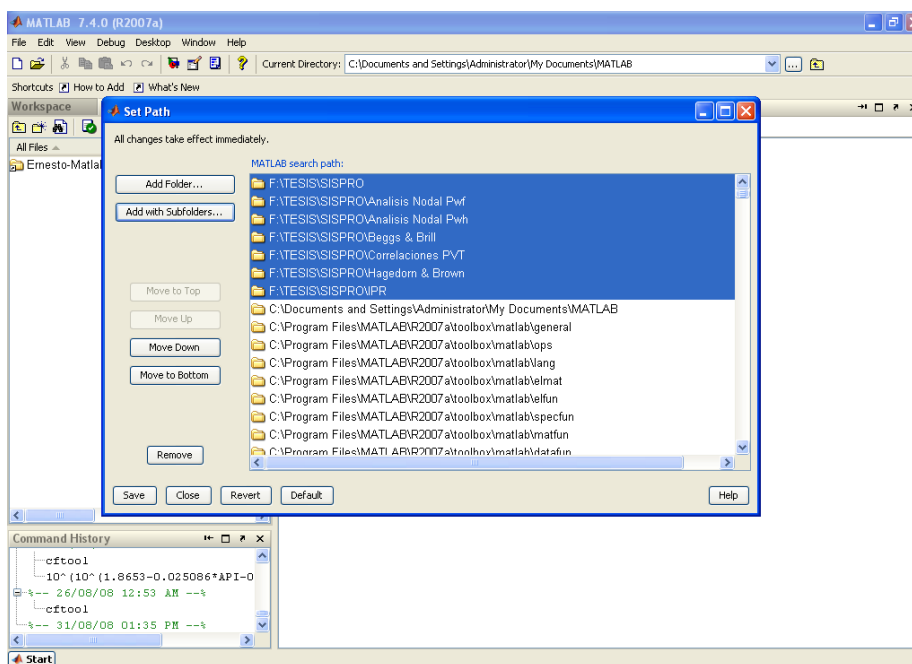 MATLAB 7.4.0 (R2007a)
File Edit View Debug Desktop Window Help
Current Directory: C:\Documents and Settings\Administrator\My Documents\MATLAB
Shortcuts How to Add What's New
Workspace
All Files
Ernesto-Matla
Set Path
All changes take effect immediately.
MATLAB search path:
Add Folder...
Add with Subfolders...
Move to Top
Move Up
Move Down
Move to Bottom
Remove
F:\TESIS\SISPRO
F:\TESIS\SISPRO\Analisis Nodal Pwf
F:\TESIS\SISPRO\Analisis Nodal Pwh
F:\TESIS\SISPRO\Beggs & Brill
F:\TESIS\SISPRO\Correlaciones PVT
F:\TESIS\SISPRO\Hagedorn & Brown
F:\TESIS\SISPRO\IPR
C:\Documents and Settings\Administrator\My Documents\MATLAB
C:\Program Files\MATLAB\R2007a\toolbox\matlab\general
C:\Program Files\MATLAB\R2007a\toolbox\matlab\ops
C:\Program Files\MATLAB\R2007a\toolbox\matlab\lang
C:\Program Files\MATLAB\R2007a\toolbox\matlab\elmat
C:\Program Files\MATLAB\R2007a\toolbox\matlab\elfun
C:\Program Files\MATLAB\R2007a\toolbox\matlab\specfun
C:\Program Files\MATLAB\R2007a\toolbox\matlab\matfun
C:\Program Files\MATLAB\R2007a\toolbox\matlab\datafun
Save Close Revert Default Help
Command History
cftool
10^(10^(1.8653-0.025086*API-0
%-- 26/08/08 12:53 AM --%
cftool
%-- 31/08/08 01:35 PM --%
Start